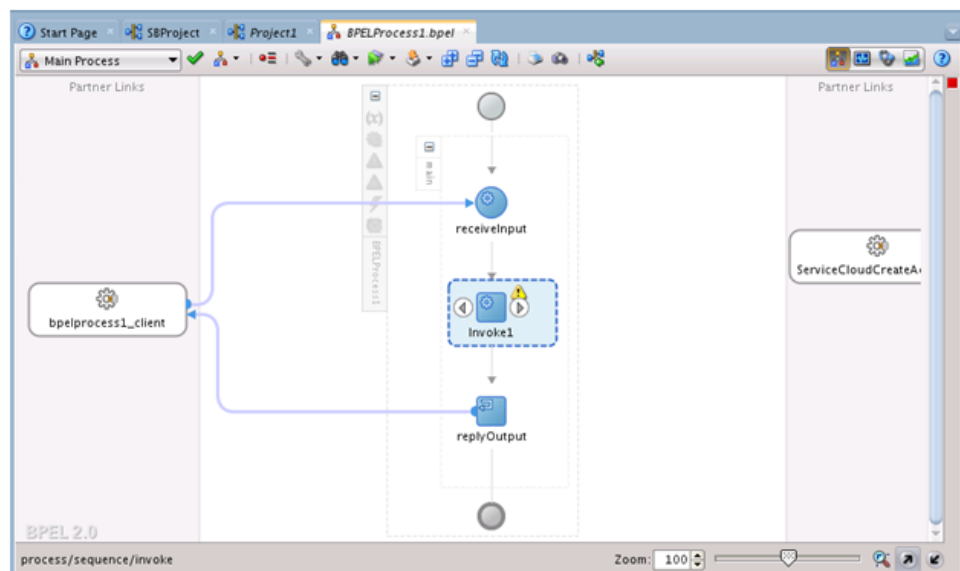 Start Page
SBProject
Project1
BPELProcess1.bpel
Main Process
Partner Links
Partner Links
(x)
main
receiveInput
BPELProcess1
ServiceCloudCreateA
bpelprocess1_client
Invoke1
replyOutput
BPEL 2.0
process/sequence/invoke
Zoom: 100